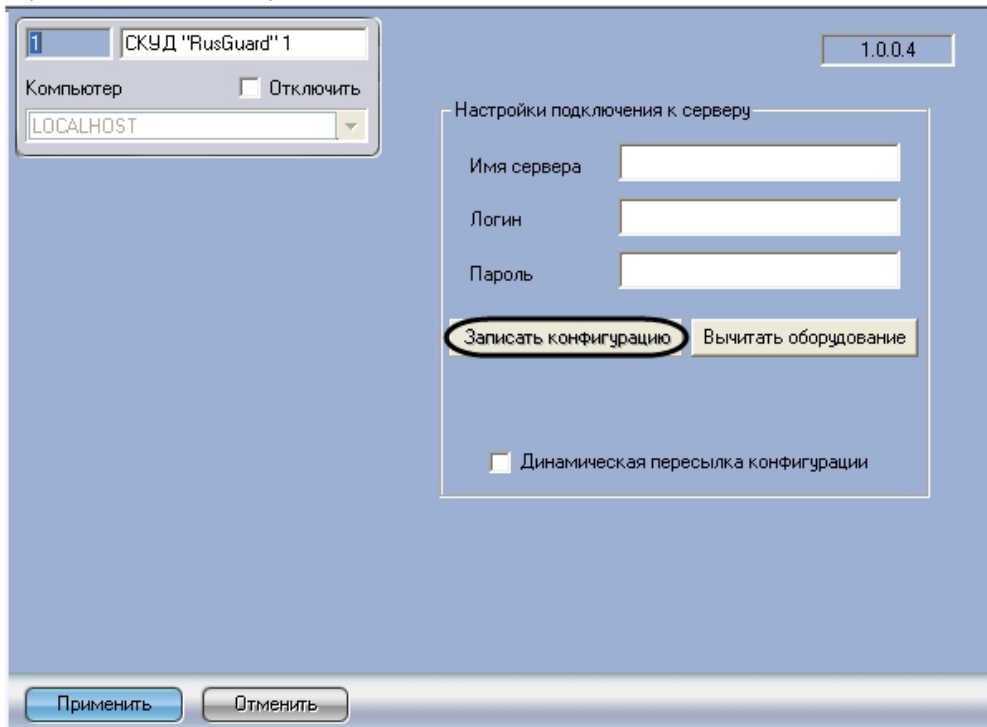 1 СКУД "RusGuard" 1
1.0.0.4
Компьютер Отключить
LOCALHOST
Настройки подключения к серверу
Имя сервера
Логин
Пароль
Записать конфигурацию Вычитать оборудование
Динамическая пересылка конфигурации
Применить Отменить